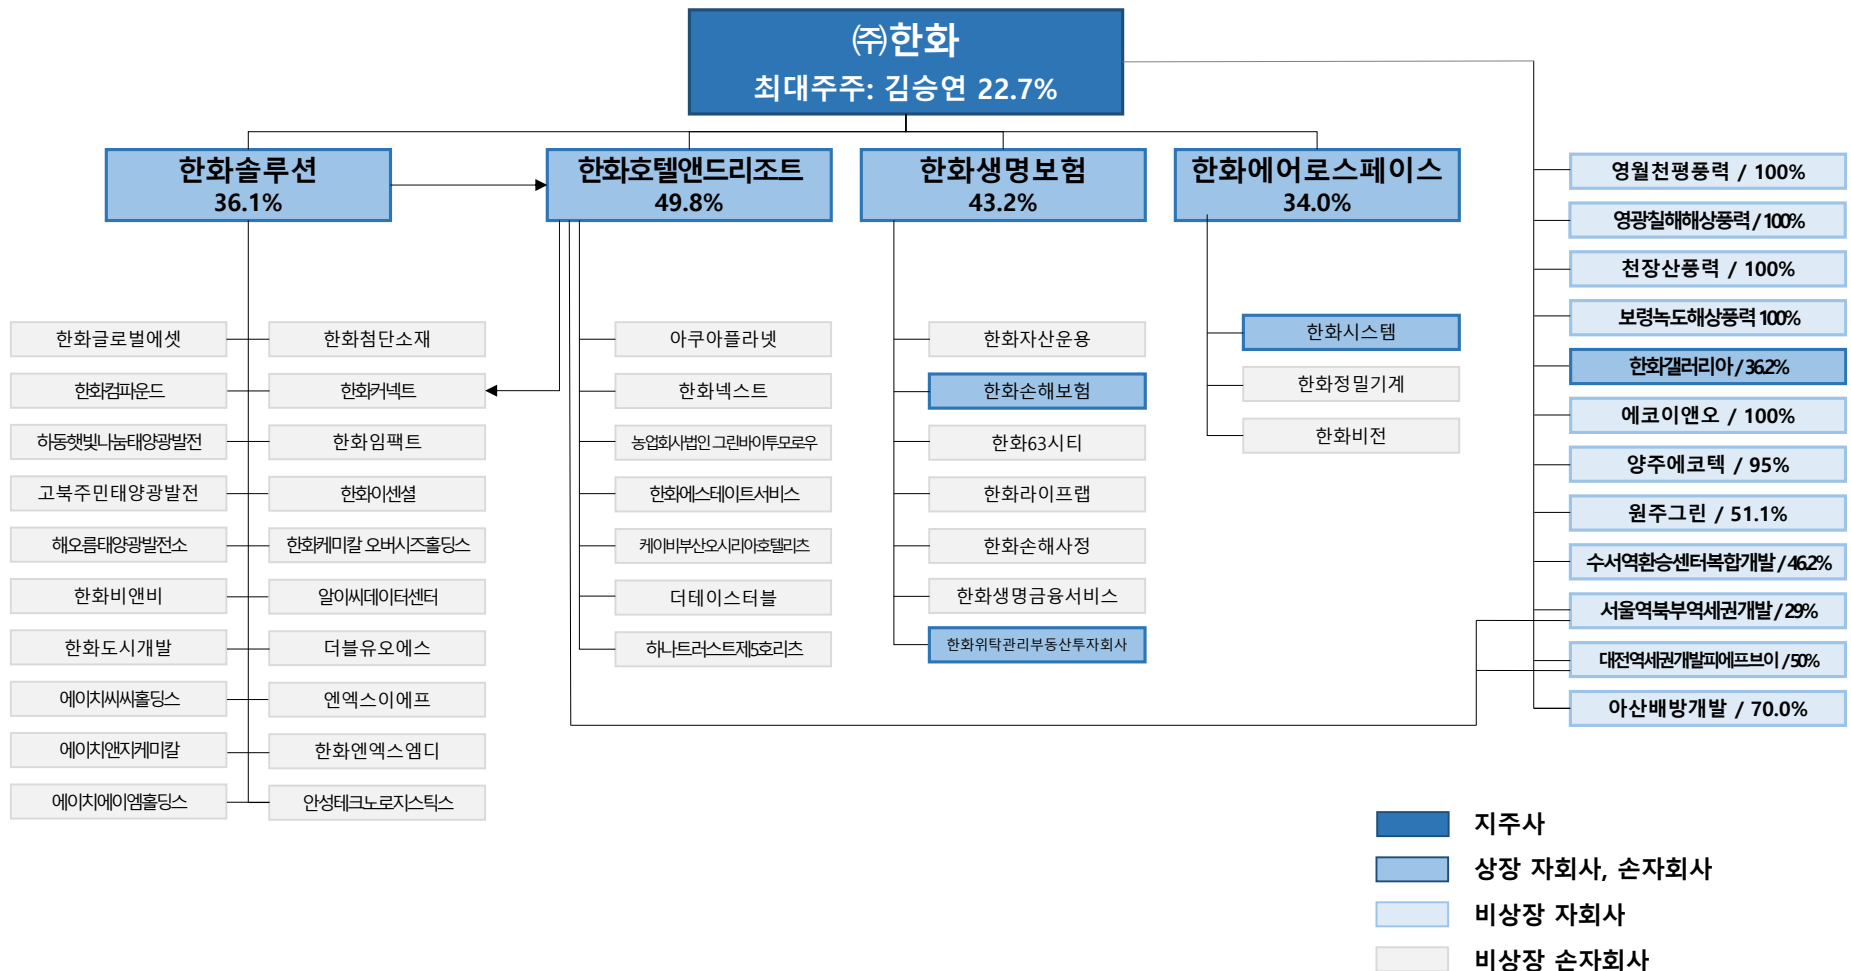 ㈜한화
최대주주: 김승연 22.7%
한화솔루션
36.1%
한화호텔앤드리조트
49.8%
한화생명보험
43.2%
한화에어로스페이스
34.0%
한화글로벌에셋
한화첨단소재
한화컴파운드
한화커넥트
하동햇빛나눔태양광발전
한화임팩트
고북주민태양광발전
한화이센셜
해오름태양광발전소
한화케미칼 오버시즈홀딩스
한화비앤비
알이씨데이터센터
한화도시개발
더블유오에스
에이치씨씨홀딩스
엔엑스이에프
에이치앤지케미칼
한화엔엑스엠디
에이치에이엠홀딩스
안성테크노로지스틱스
아쿠아플라넷
한화넥스트
농업회사법인 그린바이투모로우
한화에스테이트서비스
케이비부산오시리아호텔리츠
더테이스터블
하나트러스트제5호리츠
한화자산운용
한화손해보험
한화63시티
한화라이프랩
한화손해사정
한화생명금융서비스
한화위탁관리부동산투자회사
한화시스템
한화정밀기계
한화비전
영월천평풍력 / 100%
영광칠해해상풍력 / 100%
천장산풍력 / 100%
보령녹도해상풍력 100%
한화갤러리아 / 36.2%
에코이앤오 / 100%
양주에코텍 / 95%
원주그린 / 51.1%
수서역환승센터복합개발 / 46.2%
서울역북부역세권개발 / 29%
대전역세권개발피에프브이 / 50%
아산배방개발 / 70.0%
지주사
상장 자회사, 손자회사
비상장 자회사
비상장 손자회사